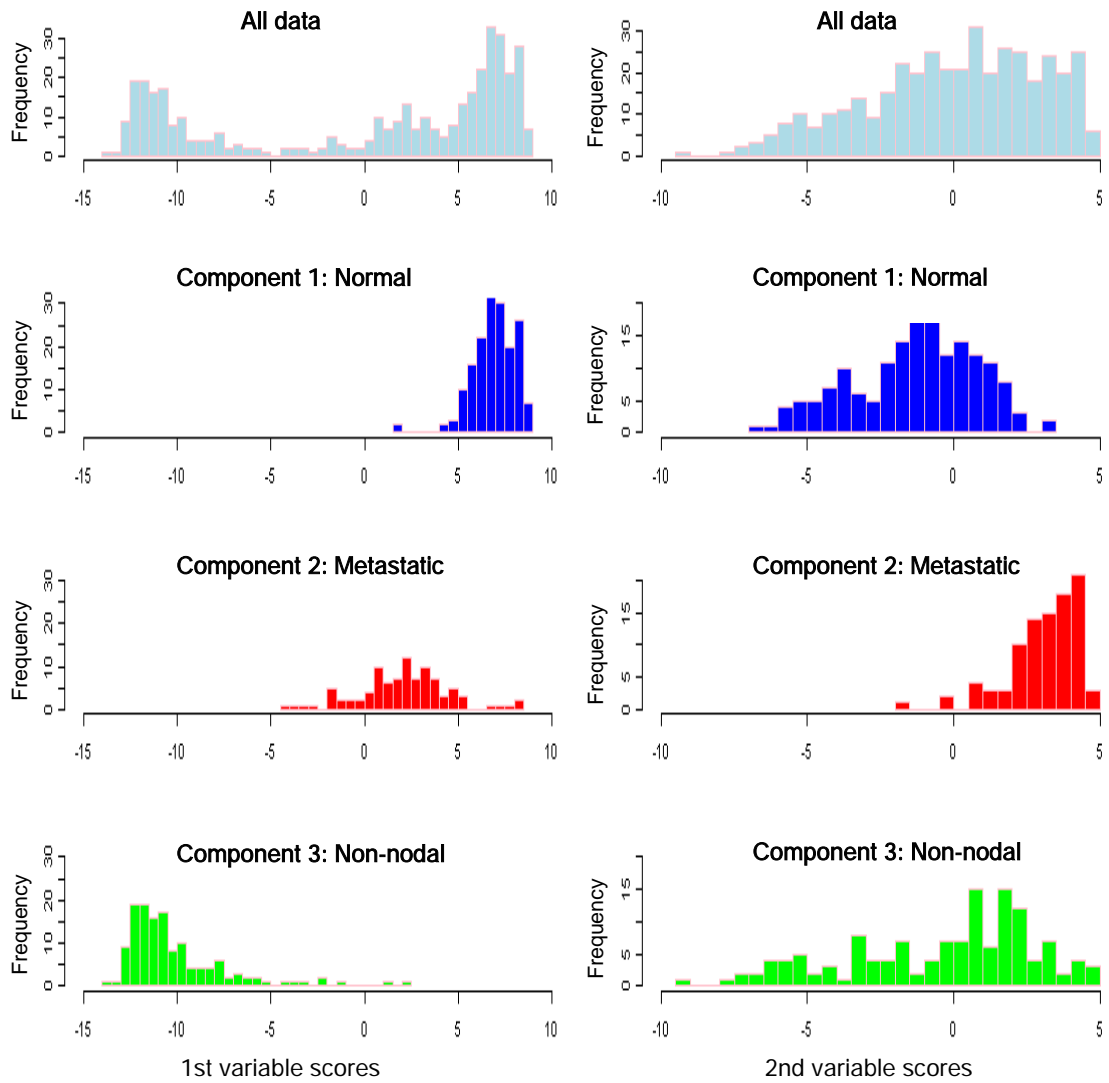 All data
All data
Frequency
0 10 20 30
-15 -10 -5 0 5 10
Frequency
0 10 20 30
-10 -5 0 5
Component 1: Normal
Component 1: Normal
Frequency
0 10 20 30
-15 -10 -5 0 5 10
Frequency
0 5 15
-10 -5 0 5
Component 2: Metastatic
Component 2: Metastatic
Frequency
0 10 20 30
-15 -10 -5 0 5 10
Frequency
0 5 15
-10 -5 0 5
Component 3: Non-nodal
Component 3: Non-nodal
Frequency
0 10 20 30
-15 -10 -5 0 5 10
Frequency
0 5 15
-10 -5 0 5
1st variable scores
2nd variable scores